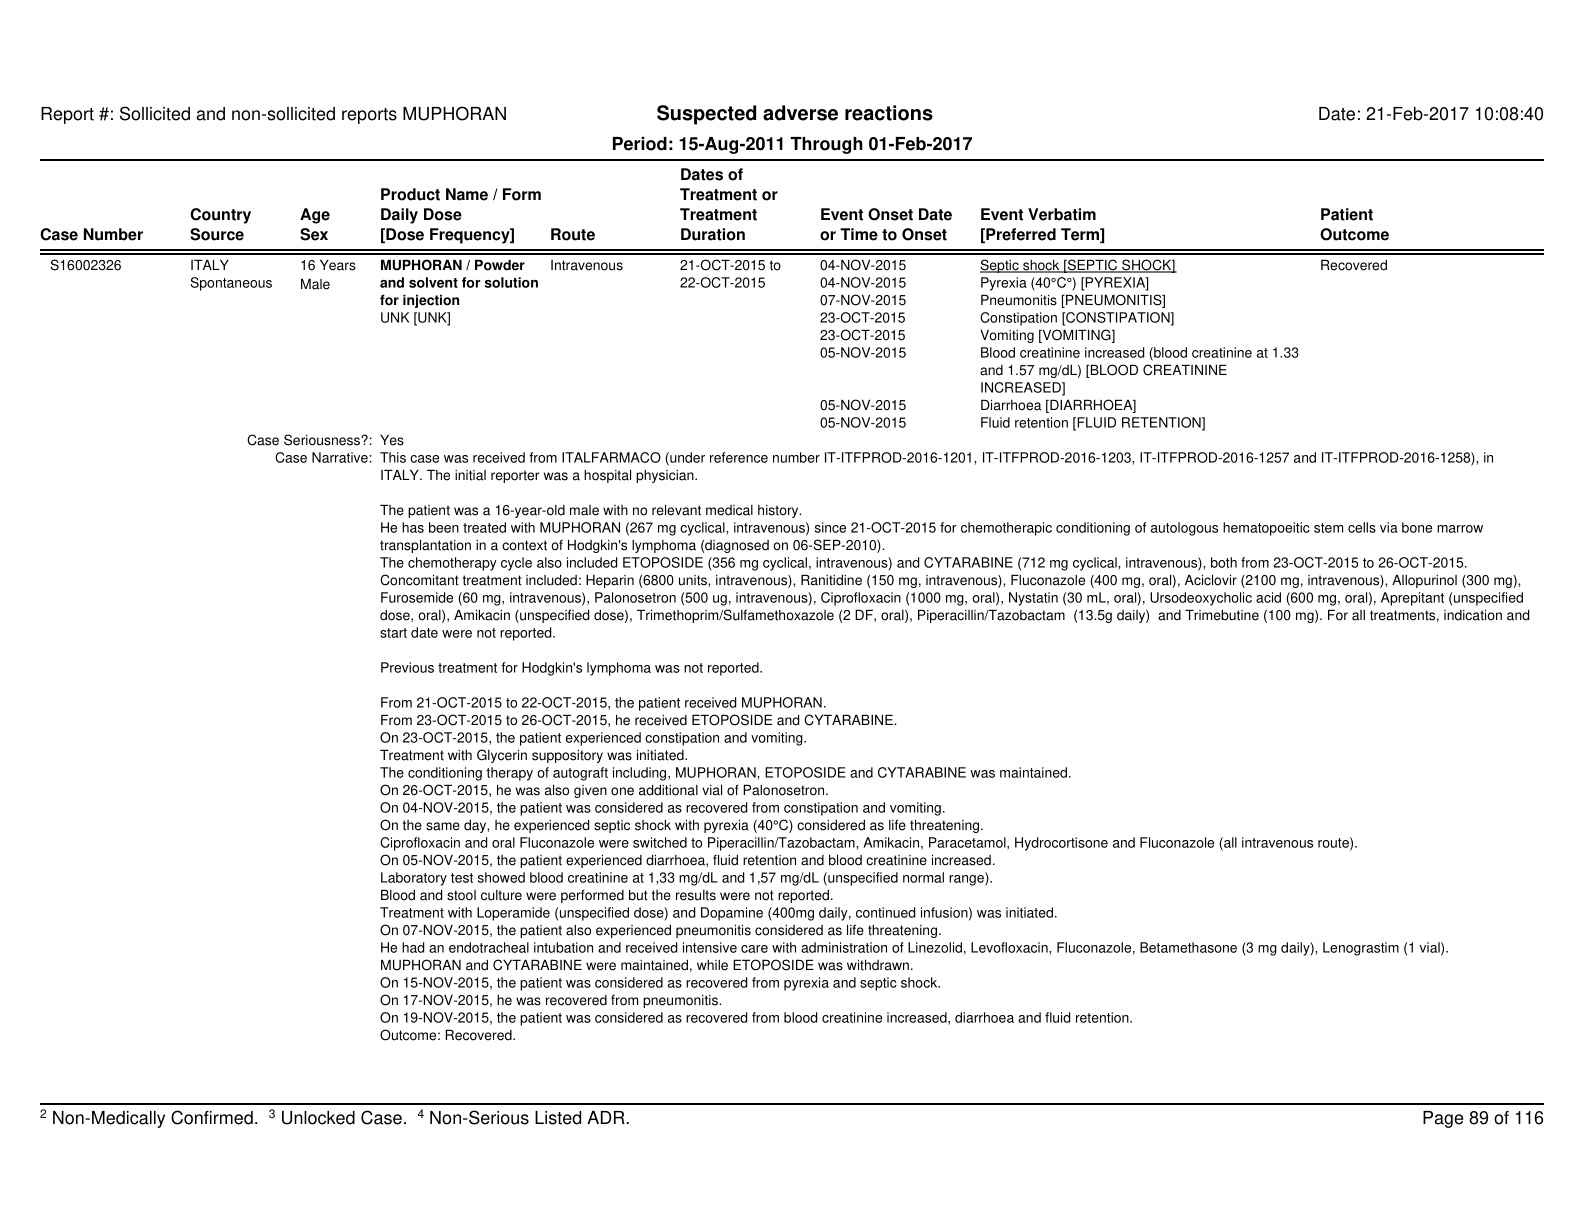 Report #: Sollicited and non-sollicited reports MUPHORAN
Suspected adverse reactions
Date: 21-Feb-2017 10:08:40
Period: 15-Aug-2011 Through 01-Feb-2017
Case Number
Country
Source
Age
Sex
Product Name / Form
Daily Dose
[Dose Frequency]
Route
Dates of
Treatment or
Treatment
Duration
Event Onset Date
or Time to Onset
Event Verbatim
[Preferred Term]
Patient
Outcome
S16002326
ITALY
Spontaneous
16 Years
Male
MUPHORAN / Powder
and solvent for solution
for injection
UNK [UNK]
Intravenous
21-OCT-2015 to
22-OCT-2015
04-NOV-2015 Septic shock [SEPTIC SHOCK]
04-NOV-2015 Pyrexia (40°C°) [PYREXIA]
07-NOV-2015 Pneumonitis [PNEUMONITIS]
23-OCT-2015 Constipation [CONSTIPATION]
23-OCT-2015 Vomiting [VOMITING]
05-NOV-2015 Blood creatinine increased (blood creatinine at 1.33
and 1.57 mg/dL) [BLOOD CREATININE
INCREASED]
05-NOV-2015 Diarrhoea [DIARRHOEA]
05-NOV-2015 Fluid retention [FLUID RETENTION]
Recovered
Case Seriousness?: Yes
Case Narrative: This case was received from ITALFARMACO (under reference number IT-ITFPROD-2016-1201, IT-ITFPROD-2016-1203, IT-ITFPROD-2016-1257 and IT-ITFPROD-2016-1258), in
ITALY. The initial reporter was a hospital physician.
The patient was a 16-year-old male with no relevant medical history.
He has been treated with MUPHORAN (267 mg cyclical, intravenous) since 21-OCT-2015 for chemotherapic conditioning of autologous hematopoeitic stem cells via bone marrow
transplantation in a context of Hodgkin's lymphoma (diagnosed on 06-SEP-2010).
The chemotherapy cycle also included ETOPOSIDE (356 mg cyclical, intravenous) and CYTARABINE (712 mg cyclical, intravenous), both from 23-OCT-2015 to 26-OCT-2015.
Concomitant treatment included: Heparin (6800 units, intravenous), Ranitidine (150 mg, intravenous), Fluconazole (400 mg, oral), Aciclovir (2100 mg, intravenous), Allopurinol (300 mg),
Furosemide (60 mg, intravenous), Palonosetron (500 ug, intravenous), Ciprofloxacin (1000 mg, oral), Nystatin (30 mL, oral), Ursodeoxycholic acid (600 mg, oral), Aprepitant (unspecified
dose, oral), Amikacin (unspecified dose), Trimethoprim/Sulfamethoxazole (2 DF, oral), Piperacillin/Tazobactam (13.5g daily) and Trimebutine (100 mg). For all treatments, indication and
start date were not reported.
Previous treatment for Hodgkin's lymphoma was not reported.
From 21-OCT-2015 to 22-OCT-2015, the patient received MUPHORAN.
From 23-OCT-2015 to 26-OCT-2015, he received ETOPOSIDE and CYTARABINE.
On 23-OCT-2015, the patient experienced constipation and vomiting.
Treatment with Glycerin suppository was initiated.
The conditioning therapy of autograft including, MUPHORAN, ETOPOSIDE and CYTARABINE was maintained.
On 26-OCT-2015, he was also given one additional vial of Palonosetron.
On 04-NOV-2015, the patient was considered as recovered from constipation and vomiting.
On the same day, he experienced septic shock with pyrexia (40°C) considered as life threatening.
Ciprofloxacin and oral Fluconazole were switched to Piperacillin/Tazobactam, Amikacin, Paracetamol, Hydrocortisone and Fluconazole (all intravenous route).
On 05-NOV-2015, the patient experienced diarrhoea, fluid retention and blood creatinine increased.
Laboratory test showed blood creatinine at 1,33 mg/dL and 1,57 mg/dL (unspecified normal range).
Blood and stool culture were performed but the results were not reported.
Treatment with Loperamide (unspecified dose) and Dopamine (400mg daily, continued infusion) was initiated.
On 07-NOV-2015, the patient also experienced pneumonitis considered as life threatening.
He had an endotracheal intubation and received intensive care with administration of Linezolid, Levofloxacin, Fluconazole, Betamethasone (3 mg daily), Lenograstim (1 vial).
MUPHORAN and CYTARABINE were maintained, while ETOPOSIDE was withdrawn.
On 15-NOV-2015, the patient was considered as recovered from pyrexia and septic shock.
On 17-NOV-2015, he was recovered from pneumonitis.
On 19-NOV-2015, the patient was considered as recovered from blood creatinine increased, diarrhoea and fluid retention.
Outcome: Recovered.
2 Non-Medically Confirmed. 3 Unlocked Case. 4 Non-Serious Listed ADR.
Page 89 of 116